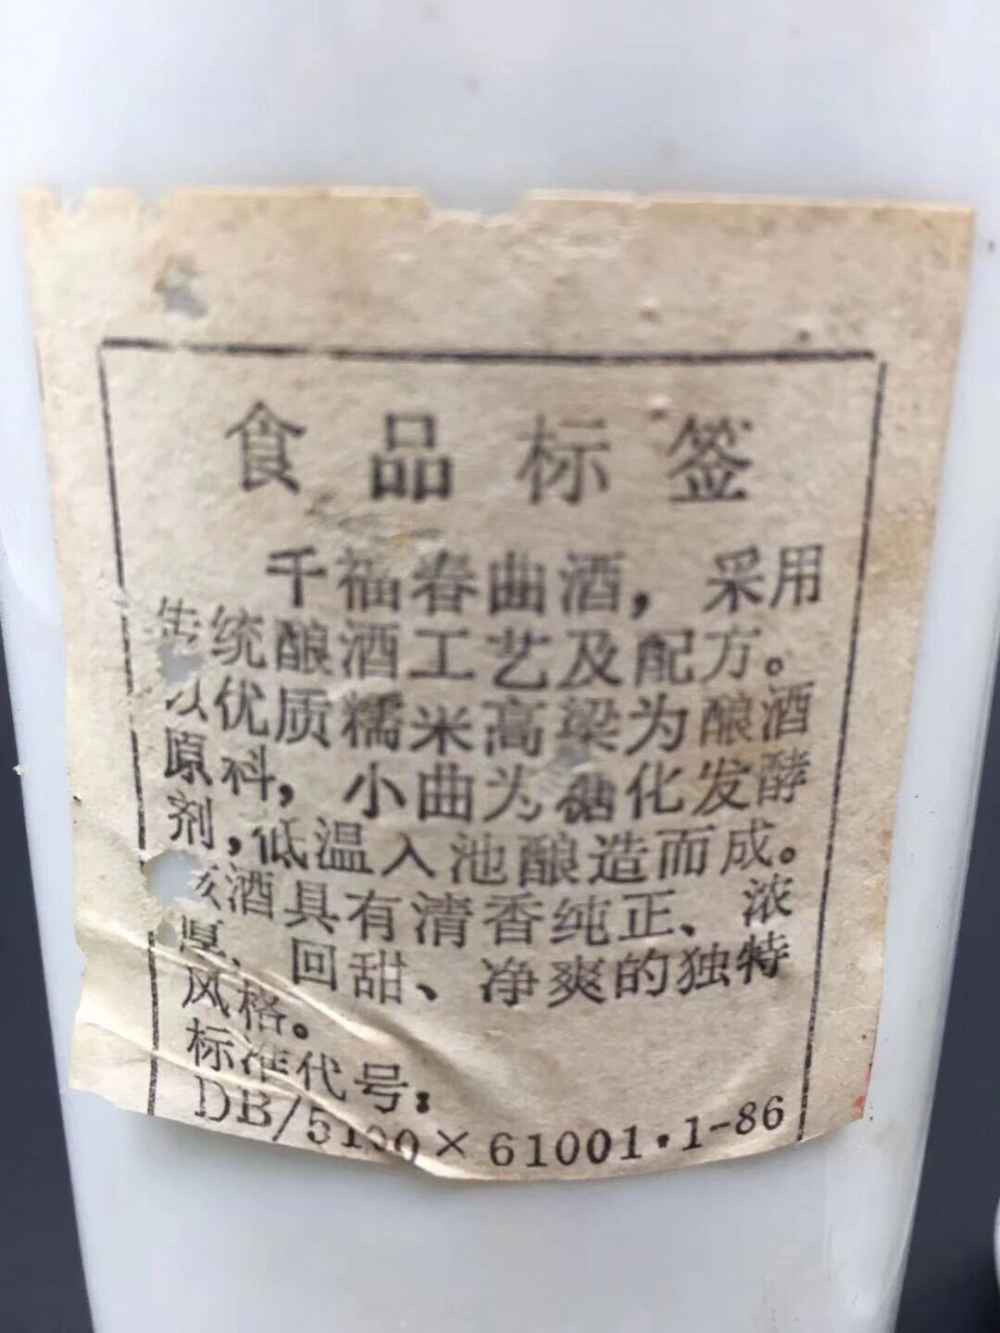 食品标签
千福春曲酒，采用
传统酿酒工艺及配方。
以优质糯米高粱为酿酒
原料，小曲为糖化发酵
剂，低温入池酿造而成。
该酒具有清香纯正、浓
厚、回甜、净爽的独特
风格。
标准代号：
DB/5100×61001·1-86